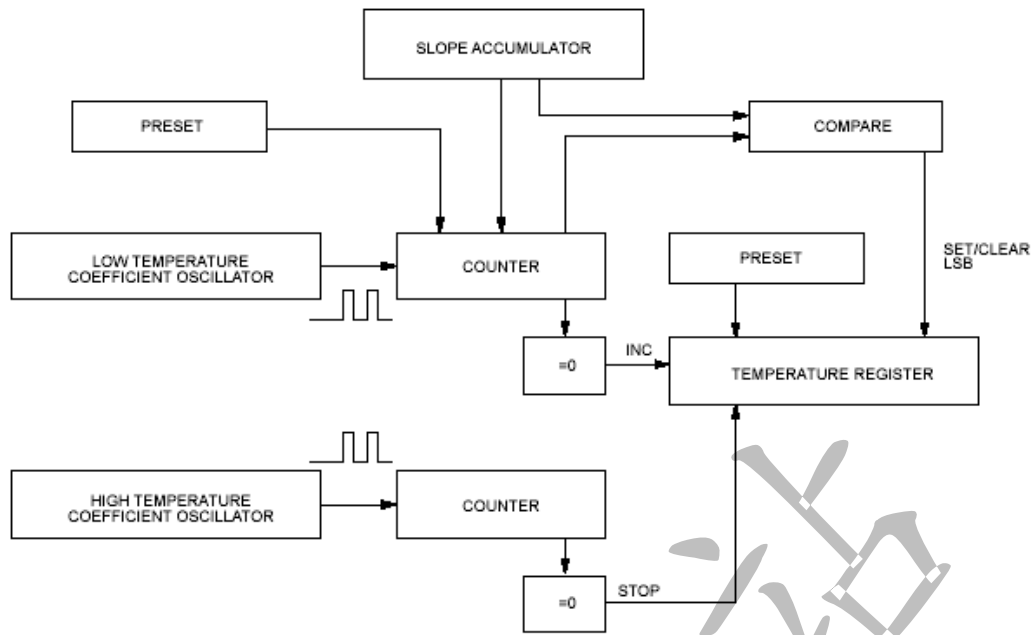 SLOPE ACCUMULATOR
PRESET
COMPARE
LOW TEMPERATURE
COEFFICIENT OSCILLATOR
COUNTER
PRESET
SET/CLEAR
LSB
=0
INC
TEMPERATURE REGISTER
HIGH TEMPERATURE
COEFFICIENT OSCILLATOR
COUNTER
=0
STOP